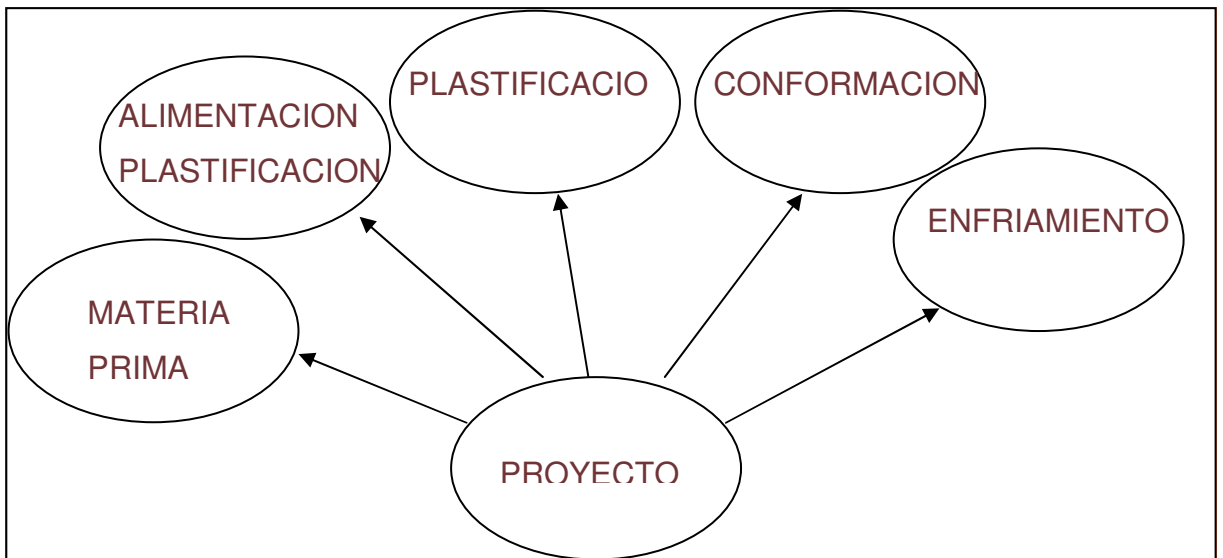 PLASTIFICACIO
CONFORMACION
ALIMENTACION
PLASTIFICACION
ENFRIAMIENTO
MATERIA
PRIMA
PROYECTO